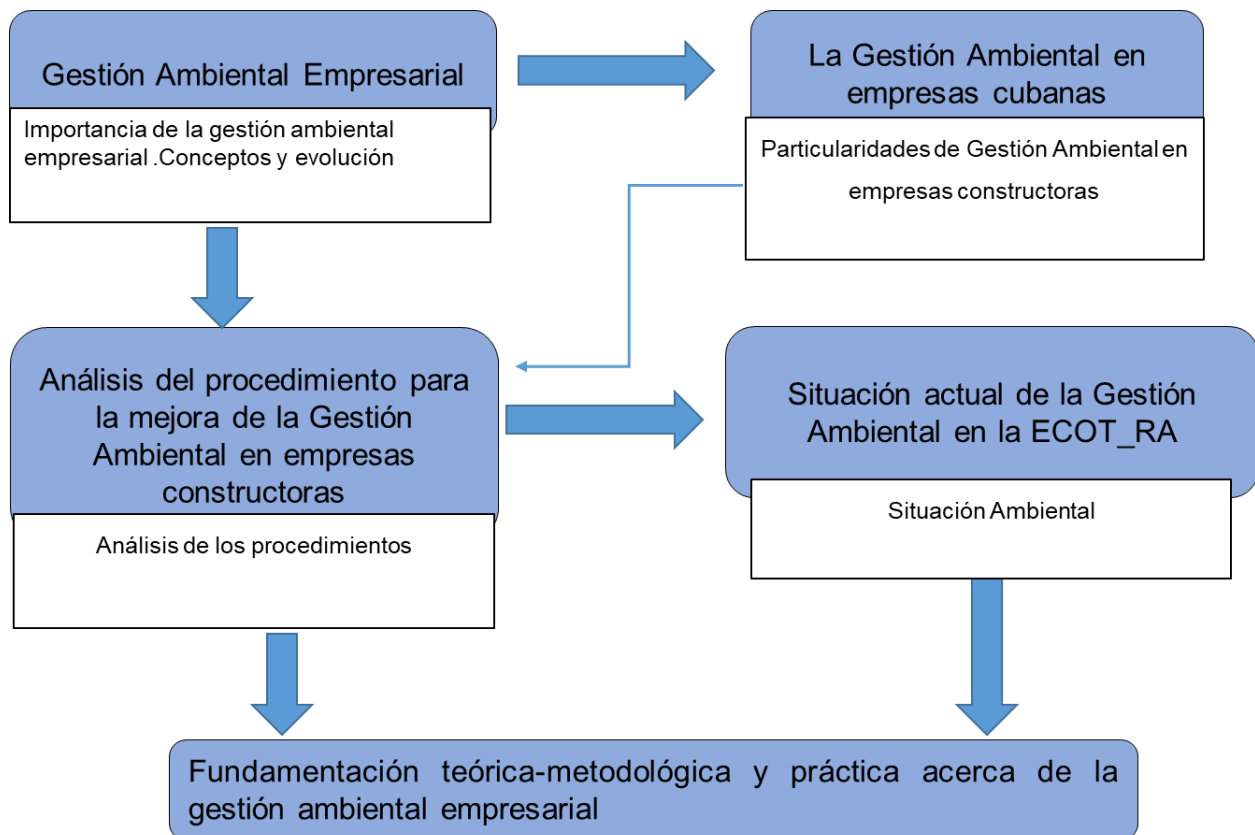 Gestión Ambiental Empresarial
Importancia de la gestión ambiental
empresarial .Conceptos y evolución
La Gestión Ambiental en
empresas cubanas
Particularidades de Gestión Ambiental en
empresas constructoras
Análisis del procedimiento para
la mejora de la Gestión
Ambiental en empresas
constructoras
Análisis de los procedimientos
Situación actual de la Gestión
Ambiental en la ECOT_RA
Situación Ambiental
Fundamentación teórica-metodológica y práctica acerca de la
gestión ambiental empresarial